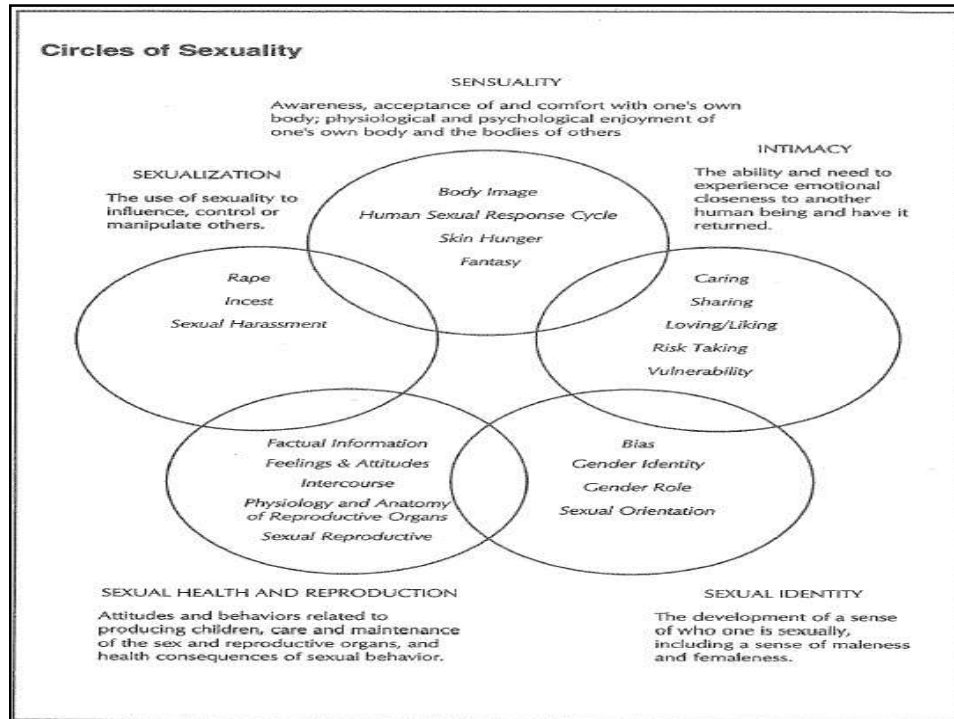 Circles of Sexuality
SENSUALITY
Awareness, acceptance of and comfort with one's own
body; physiological and psychological enjoyment of
one's own body and the bodies of others
INTIMACY
The ability and need to
experience emotional
closeness to another
human being and have it
returned.
SEXUALIZATION
The use of sexuality to
influence, control or
manipulate others.
Body Image
Human Sexual Response Cycle
Skin Hunger
Fantasy
Rape
Incest
Sexual Harassment
Caring
Sharing
Loving/Liking
Risk Taking
Vulnerability
Factual Information
Feelings & Attitudes
Intercourse
Physiology and Anatomy
of Reproductive Organs
Sexual Reproductive
Bias
Gender Identity
Gender Role
Sexual Orientation
SEXUAL HEALTH AND REPRODUCTION
Attitudes and behaviors related to
producing children, care and maintenance
of the sex and reproductive organs, and
health consequences of sexual behavior.
SEXUAL IDENTITY
The development of a sense
of who one is sexually,
including a sense of maleness
and femaleness.